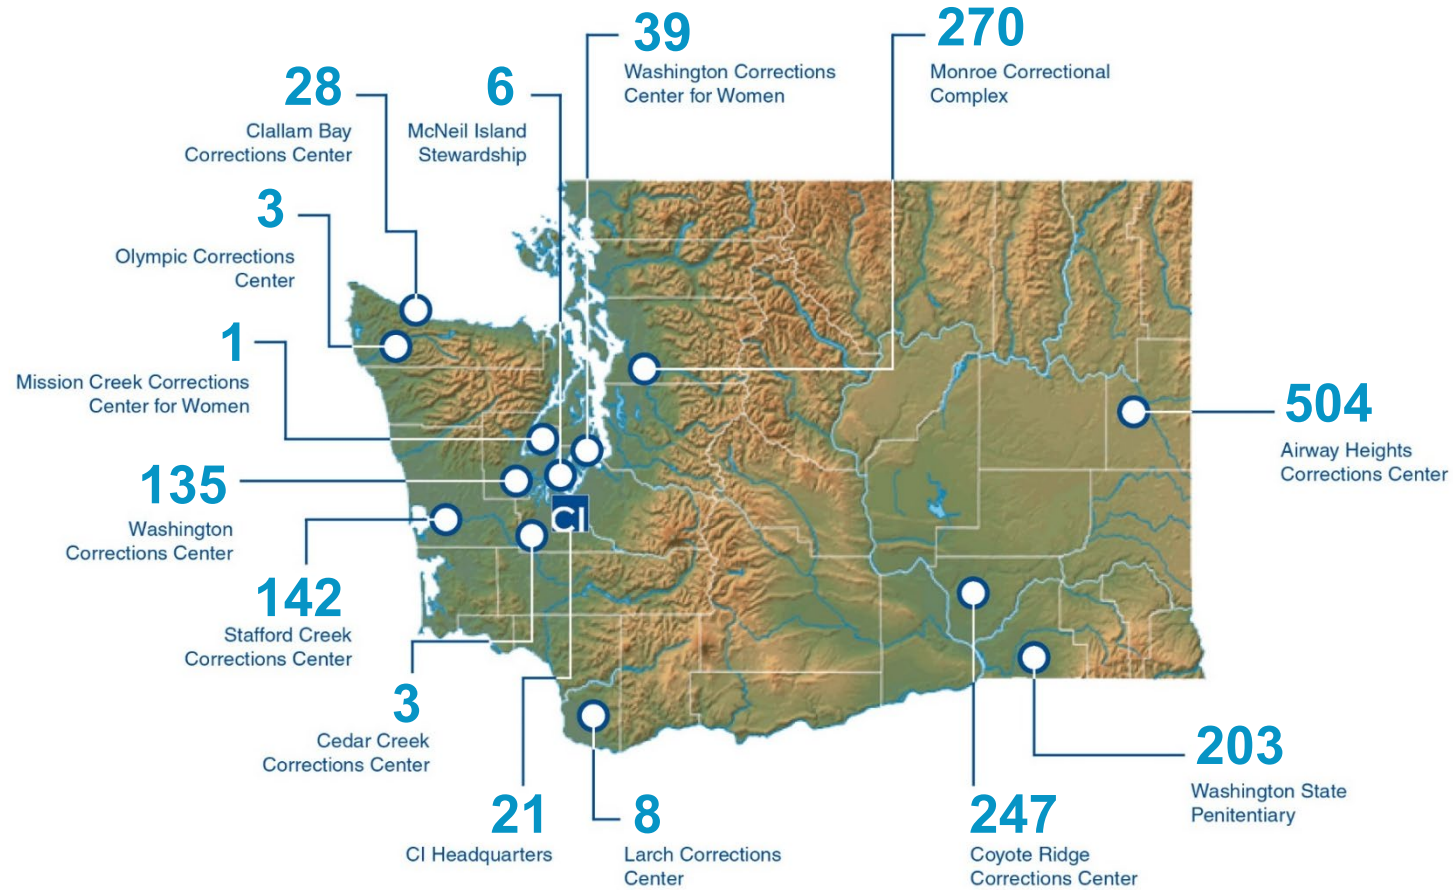 39
Washington Corrections
Center for Women
270
Monroe Correctional
Complex
28
Clallam Bay
Corrections Center
6
McNeil Island
Stewardship
3
Olympic Corrections
Center
1
Mission Creek Corrections
Center for Women
504
Airway Heights
Corrections Center
135
Washington
Corrections Center
CI
142
Stafford Creek
Corrections Center
3
Cedar Creek
Corrections Center
203
Washington State
Penitentiary
21
CI Headquarters
8
Larch Corrections
Center
247
Coyote Ridge
Corrections Center